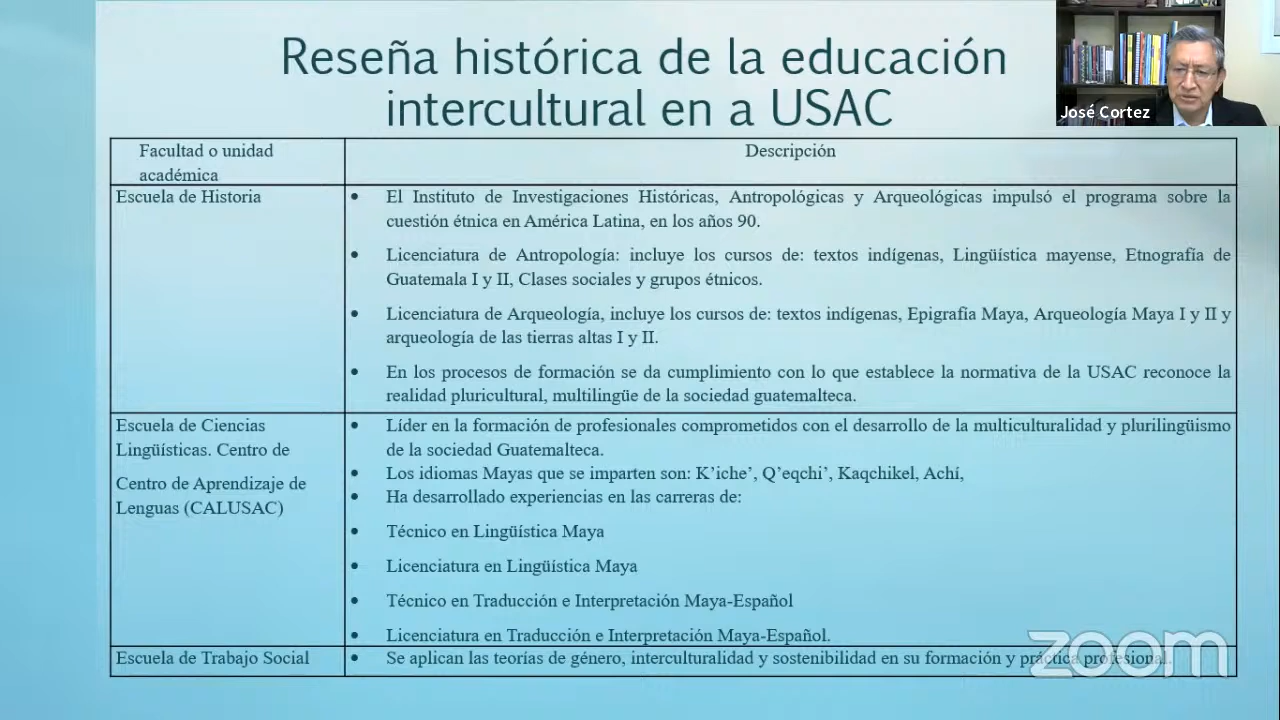 Reseña histórica de la educación
intercultural en a USAC
José Cortez
Facultad o unidad
académica
Descripción
Escuela de Historia
• El Instituto de Investigaciones Históricas, Antropológicas y Arqueológicas impulsó el programa sobre la
cuestión étnica en América Latina, en los años 90.
• Licenciatura de Antropología: incluye los cursos de: textos indígenas, Lingüística mayense, Etnografía de
Guatemala I y II, Clases sociales y grupos étnicos.
• Licenciatura de Arqueología, incluye los cursos de: textos indígenas, Epigrafía Maya, Arqueología Maya I y II y
arqueología de las tierras altas I y II.
• En los procesos de formación se da cumplimiento con lo que establece la normativa de la USAC reconoce la
realidad pluricultural, multilingüe de la sociedad guatemalteca.
Escuela de Ciencias
Lingüísticas. Centro de
Centro de Aprendizaje de
Lenguas (CALUSAC)
• Líder en la formación de profesionales comprometidos con el desarrollo de la multiculturalidad y plurilingüismo
de la sociedad Guatemalteca.
• Los idiomas Mayas que se imparten son: K’iche’, Q’eqchi’, Kaqchikel, Achí,
• Ha desarrollado experiencias en las carreras de:
• Técnico en Lingüística Maya
• Licenciatura en Lingüística Maya
• Técnico en Traducción e Interpretación Maya-Español
• Licenciatura en Traducción e Interpretación Maya-Español.
Escuela de Trabajo Social
• Se aplican las teorías de género, interculturalidad y sostenibilidad en su formación y práctica profesional.
zoom